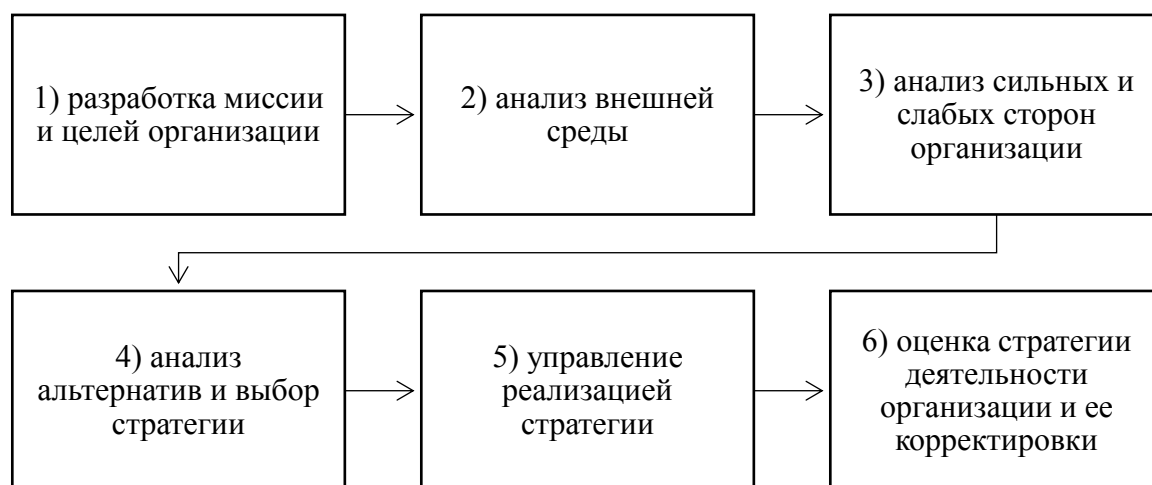 1) разработка миссии
и целей организации
2) анализ внешней
среды
3) анализ сильных и
слабых сторон
организации
4) анализ
альтернатив и выбор
стратегии
5) управление
реализацией
стратегии
6) оценка стратегии
деятельности
организации и ее
корректировки